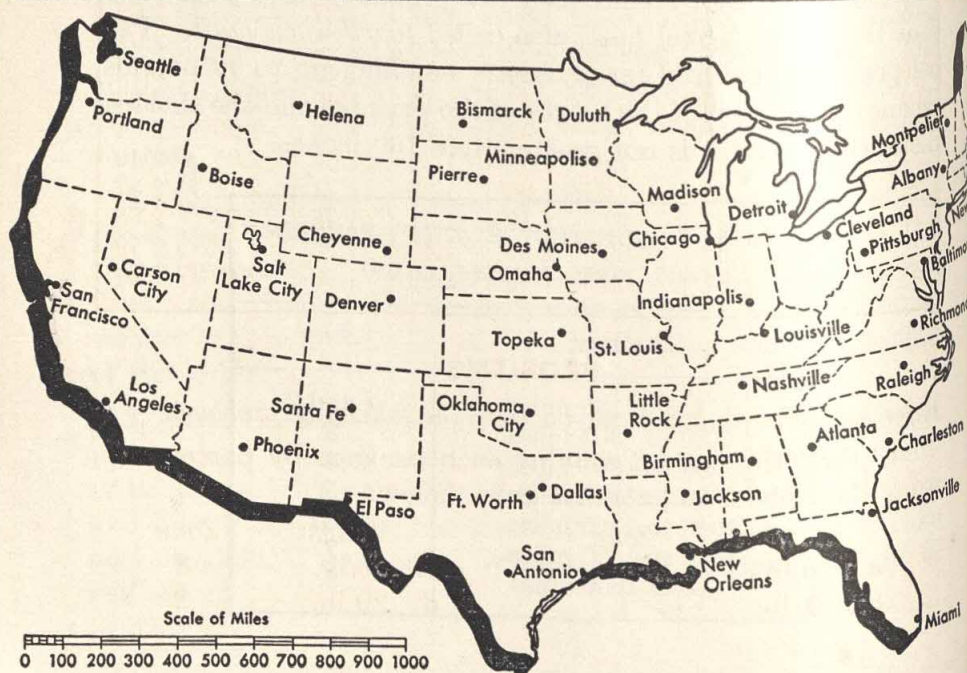 Seattle
Portland
Helena
Bismarck
Duluth
Montpelier
Minneapolis
Boise
Pierre
Albany
Madison
Detroit
Cleveland
Pittsburgh
Cheyenne
Des Moines
Chicago
Omaha
Carson
City
Salt
Lake City
Denver
San
Francisco
Indianapolis
Richmond
Topeka
St. Louis
Louisville
Los
Angeles
Santa Fe
Oklahoma
City
Little
Rock
Nashville
Raleigh
Phoenix
Birmingham
Atlanta
Charleston
El Paso
Ft. Worth
Dallas
Jackson
Jacksonville
San
Antonio
New
Orleans
Miami
Scale of Miles
0 100 200 300 400 500 600 700 800 900 1000